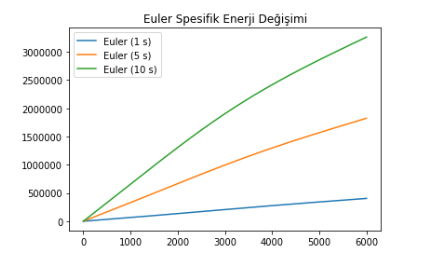 Euler Spesifik Enerji Değişimi
Euler (1 s)
Euler (5 s)
Euler (10 s)
3000000
2500000
2000000
1500000
1000000
500000
0
0 1000 2000 3000 4000 5000 6000